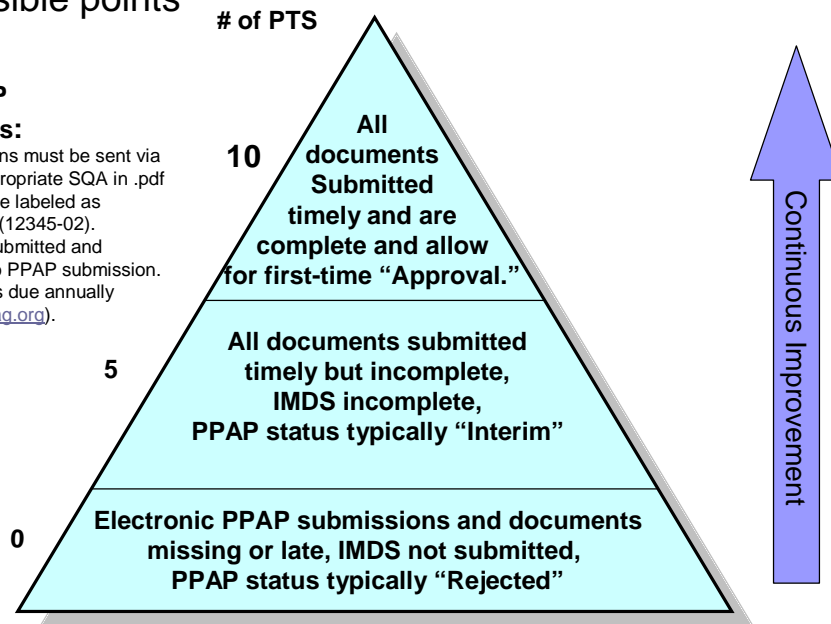 sible points
# of PTS
s:
ns must be sent via
ropriate SQA in .pdf
e labeled as
(12345-02).
ubmitted and
PPAP submission.
s due annually
ag.org).
10
All
documents
Submitted
timely and are
complete and allow
for first-time “Approval.”
5
All documents submitted
timely but incomplete,
IMDS incomplete,
PPAP status typically “Interim”
0
Electronic PPAP submissions and documents
missing or late, IMDS not submitted,
PPAP status typically “Rejected”
Continuous Improvement